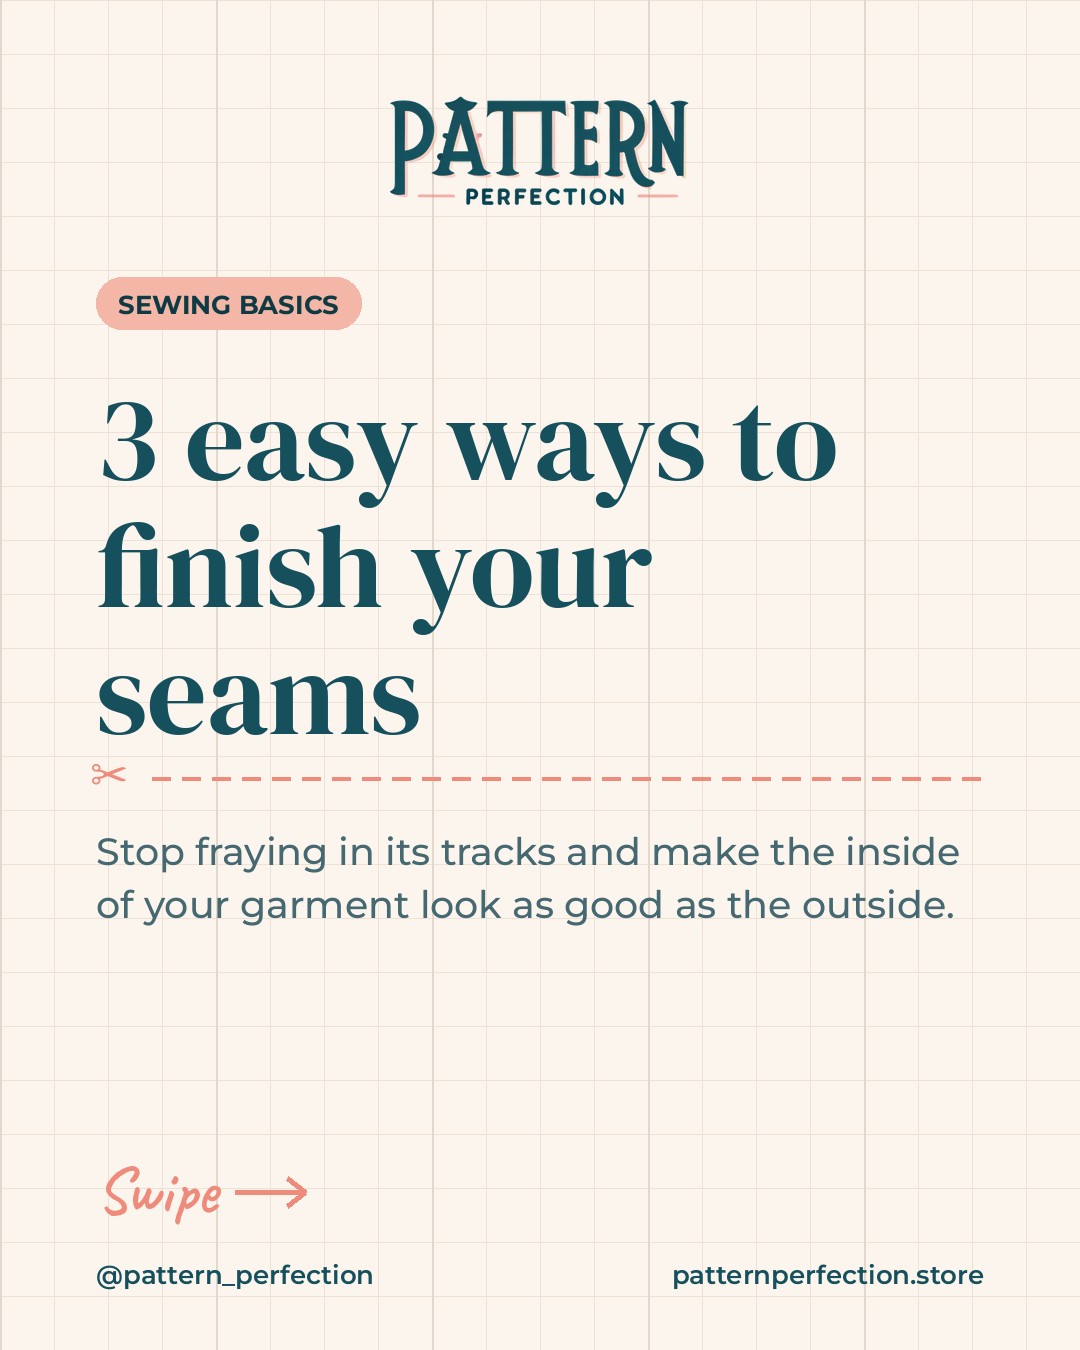 PATTERN
PERFECTION
SEWING BASICS
3 easy ways to
finish your
seams
Stop fraying in its tracks and make the inside
of your garment look as good as the outside.
Swipe
@pattern_perfection
patternperfection.store